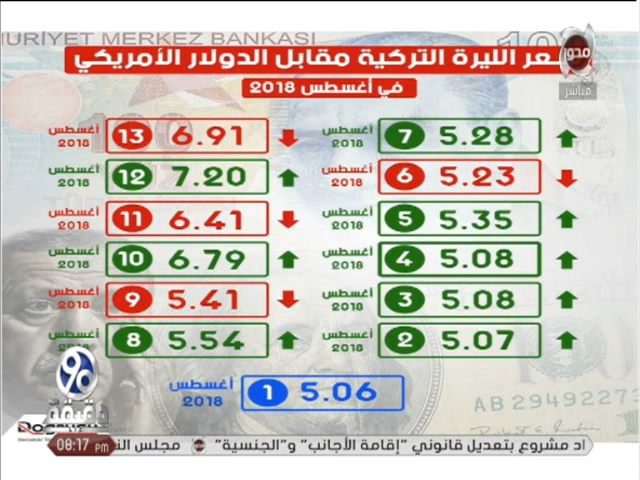 MURIYET MERKEZ BANKASI
سعر الليرة التركية مقابل الدولار الأمريكي
في أغسطس 2018
محور
مباشر
أغسطس 2018 7 5.28
أغسطس 2018 13 6.91
أغسطس 2018 6 5.23
أغسطس 2018 12 7.20
أغسطس 2018 5 5.35
أغسطس 2018 11 6.41
أغسطس 2018 4 5.08
أغسطس 2018 10 6.79
أغسطس 2018 3 5.08
أغسطس 2018 9 5.41
أغسطس 2018 2 5.07
أغسطس 2018 8 5.54
أغسطس 2018 1 5.06
AB 2949227
90
دقيقة
اد مشروع بتعديل قانوني "إقامة الأجانب" و"الجنسية" مجلس الن
08:17 PM